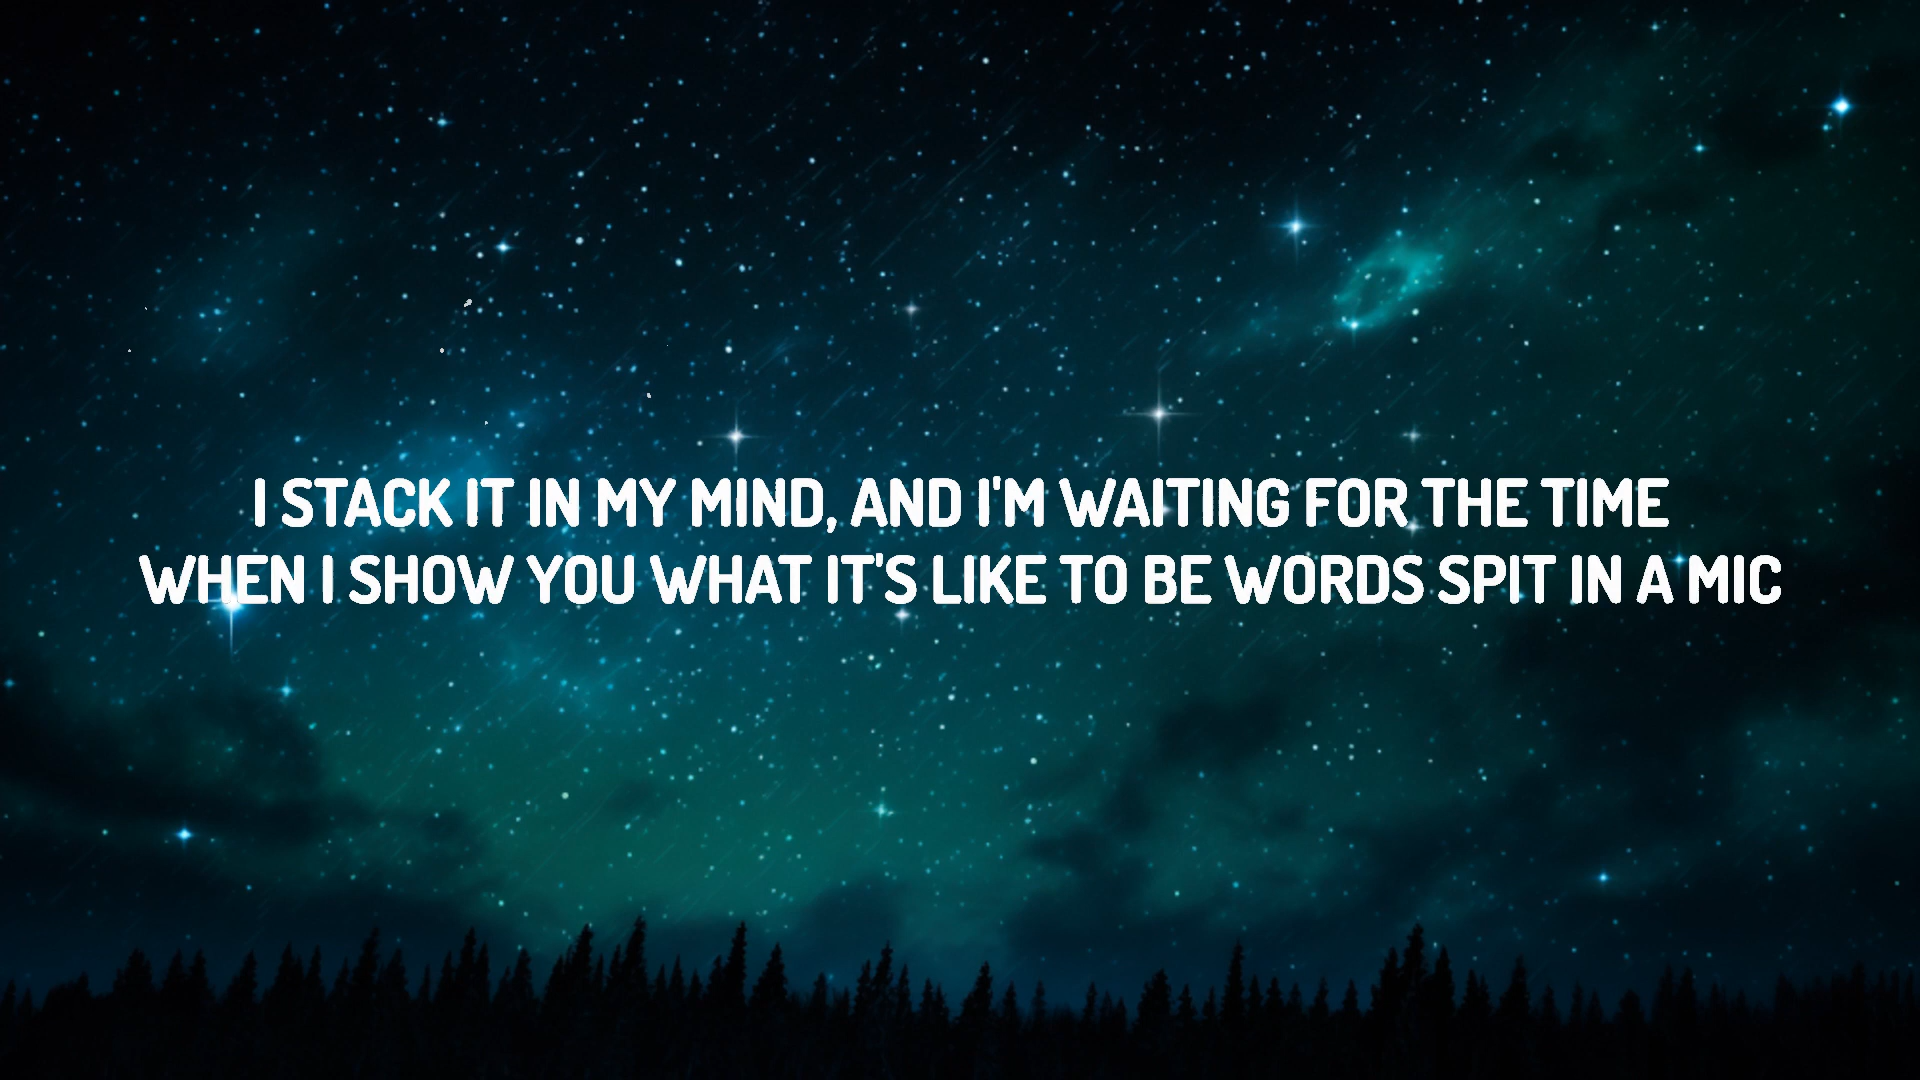 I STACK IT IN MY MIND, AND I'M WAITING FOR THE TIME
WHEN I SHOW YOU WHAT IT'S LIKE TO BE WORDS SPIT IN A MIC